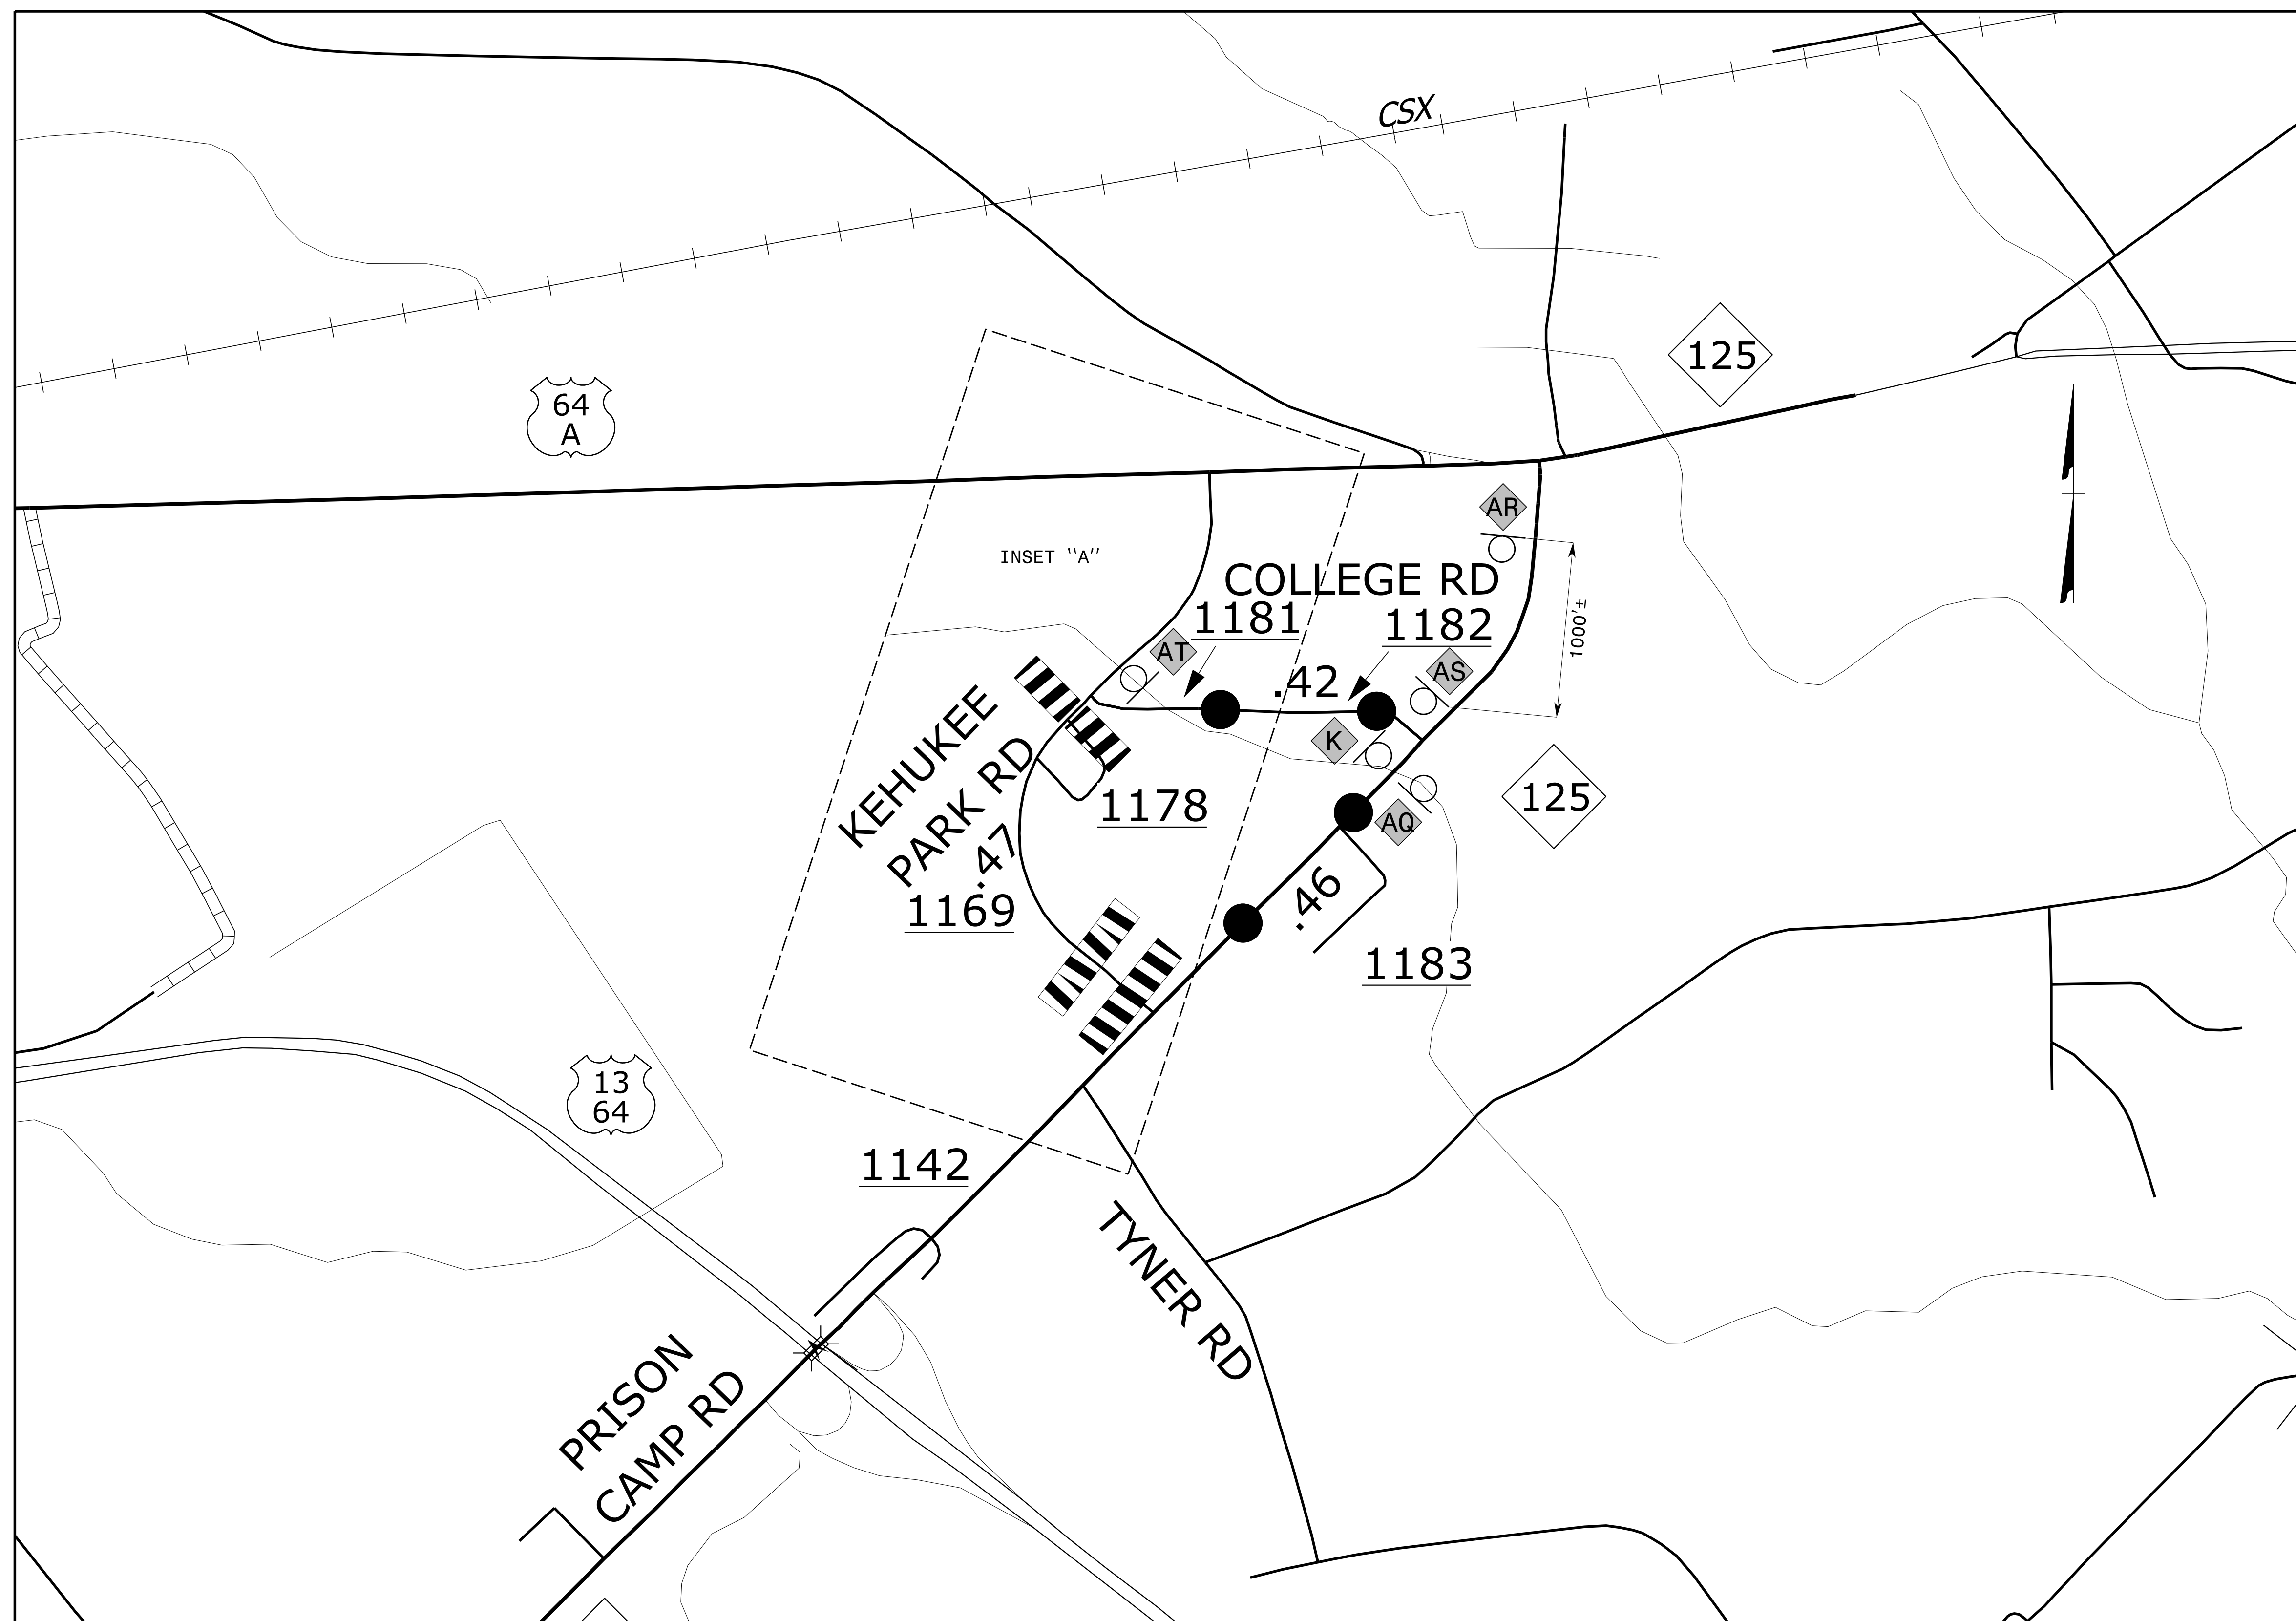 CSX
125
64
A
AR
INSET "A"
COLLEGE RD
1181
1182
1000'±
AT
AS
.42
K
125
KEHUKEE
PARK RD
.47
1178
AQ
1169
.46
1183
13
64
1142
TYNER RD
PRISON
CAMP RD